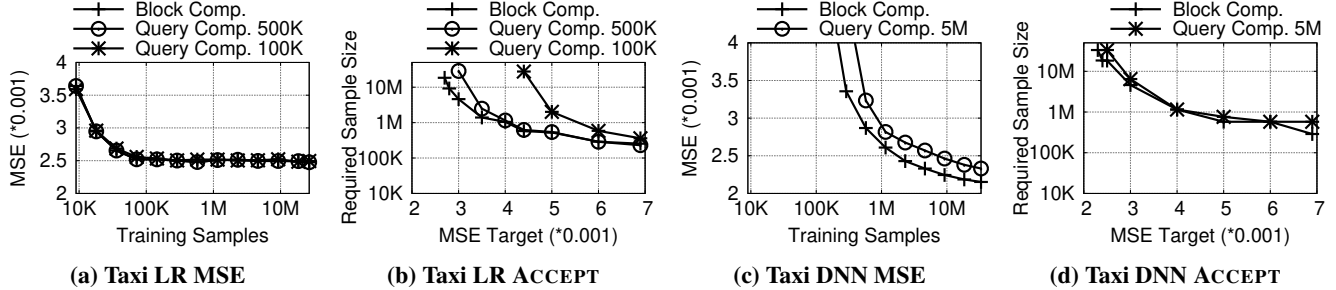 Block Comp.
Query Comp. 500K
Query Comp. 100K
MSE (*0.001)
4
3.5
3
2.5
2
10K 100K 1M 10M
Training Samples
(a) Taxi LR MSE
Block Comp.
Query Comp. 500K
Query Comp. 100K
Required Sample Size
10M
1M
100K
10K
2 3 4 5 6 7
MSE Target (*0.001)
(b) Taxi LR ACCEPT
Block Comp.
Query Comp. 5M
MSE (*0.001)
4
3.5
3
2.5
2
10K 100K 1M 10M
Training Samples
(c) Taxi DNN MSE
Block Comp.
Query Comp. 5M
Required Sample Size
10M
1M
100K
10K
2 3 4 5 6 7
MSE Target (*0.001)
(d) Taxi DNN ACCEPT